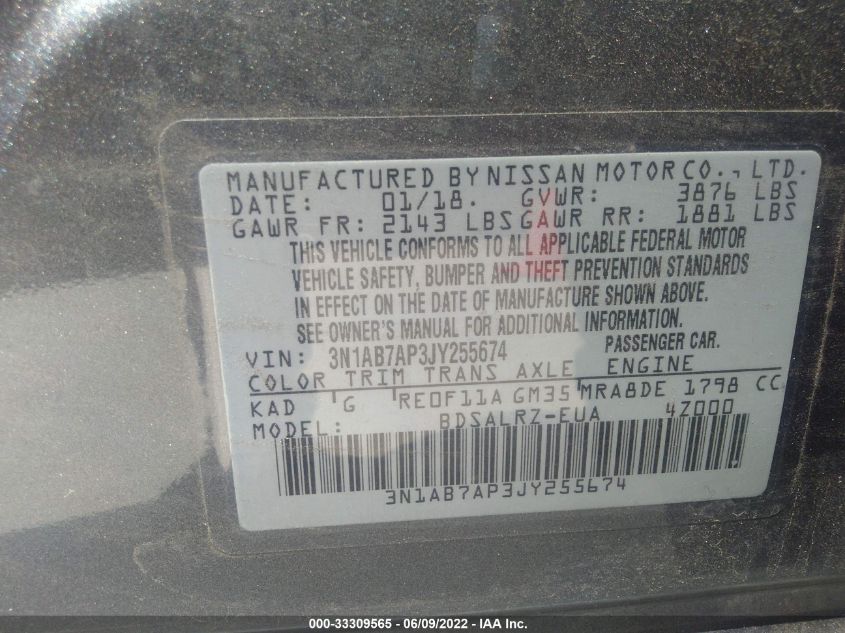 MANUFACTURED BY NISSAN MOTOR CO., LTD.
DATE: 01/18. GVWR: 3876 LBS
GAWR FR: 2143 LBS GAWR RR: 1881 LBS
THIS VEHICLE CONFORMS TO ALL APPLICABLE FEDERAL MOTOR
VEHICLE SAFETY, BUMPER AND THEFT PREVENTION STANDARDS
IN EFFECT ON THE DATE OF MANUFACTURE SHOWN ABOVE.
SEE OWNER'S MANUAL FOR ADDITIONAL INFORMATION.
VIN: 3N1AB7AP3JY255674 PASSENGER CAR.
COLOR TRIM TRANS AXLE ENGINE
KAD G RE0F11A GM35 MRA8DE 1798 CC
MODEL: BDSALRZ-EUA 4Z000
3N1AB7AP3JY255674
000-33309565 - 06/09/2022 - IAA Inc.